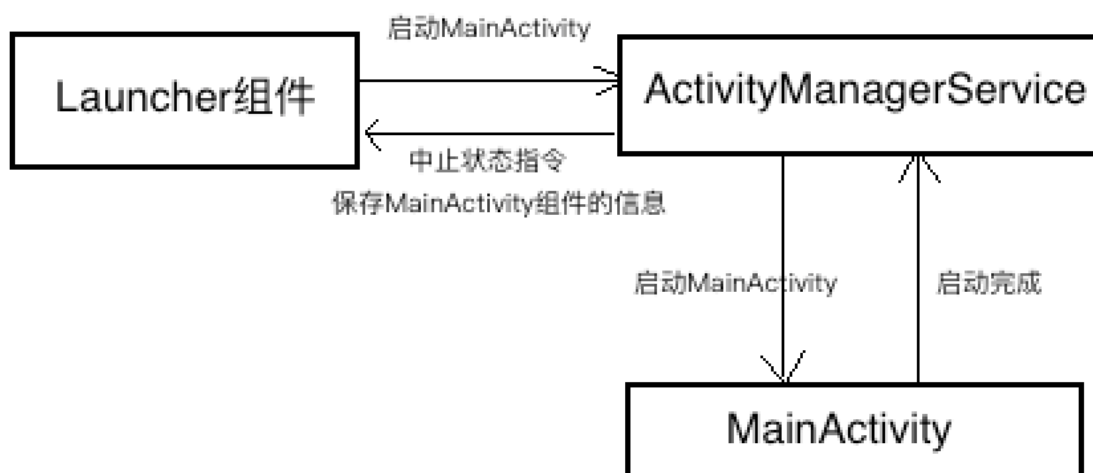 启动MainActivity
Launcher组件
ActivityManagerService
中止状态指令
保存MainActivity组件的信息
启动MainActivity
启动完成
MainActivity